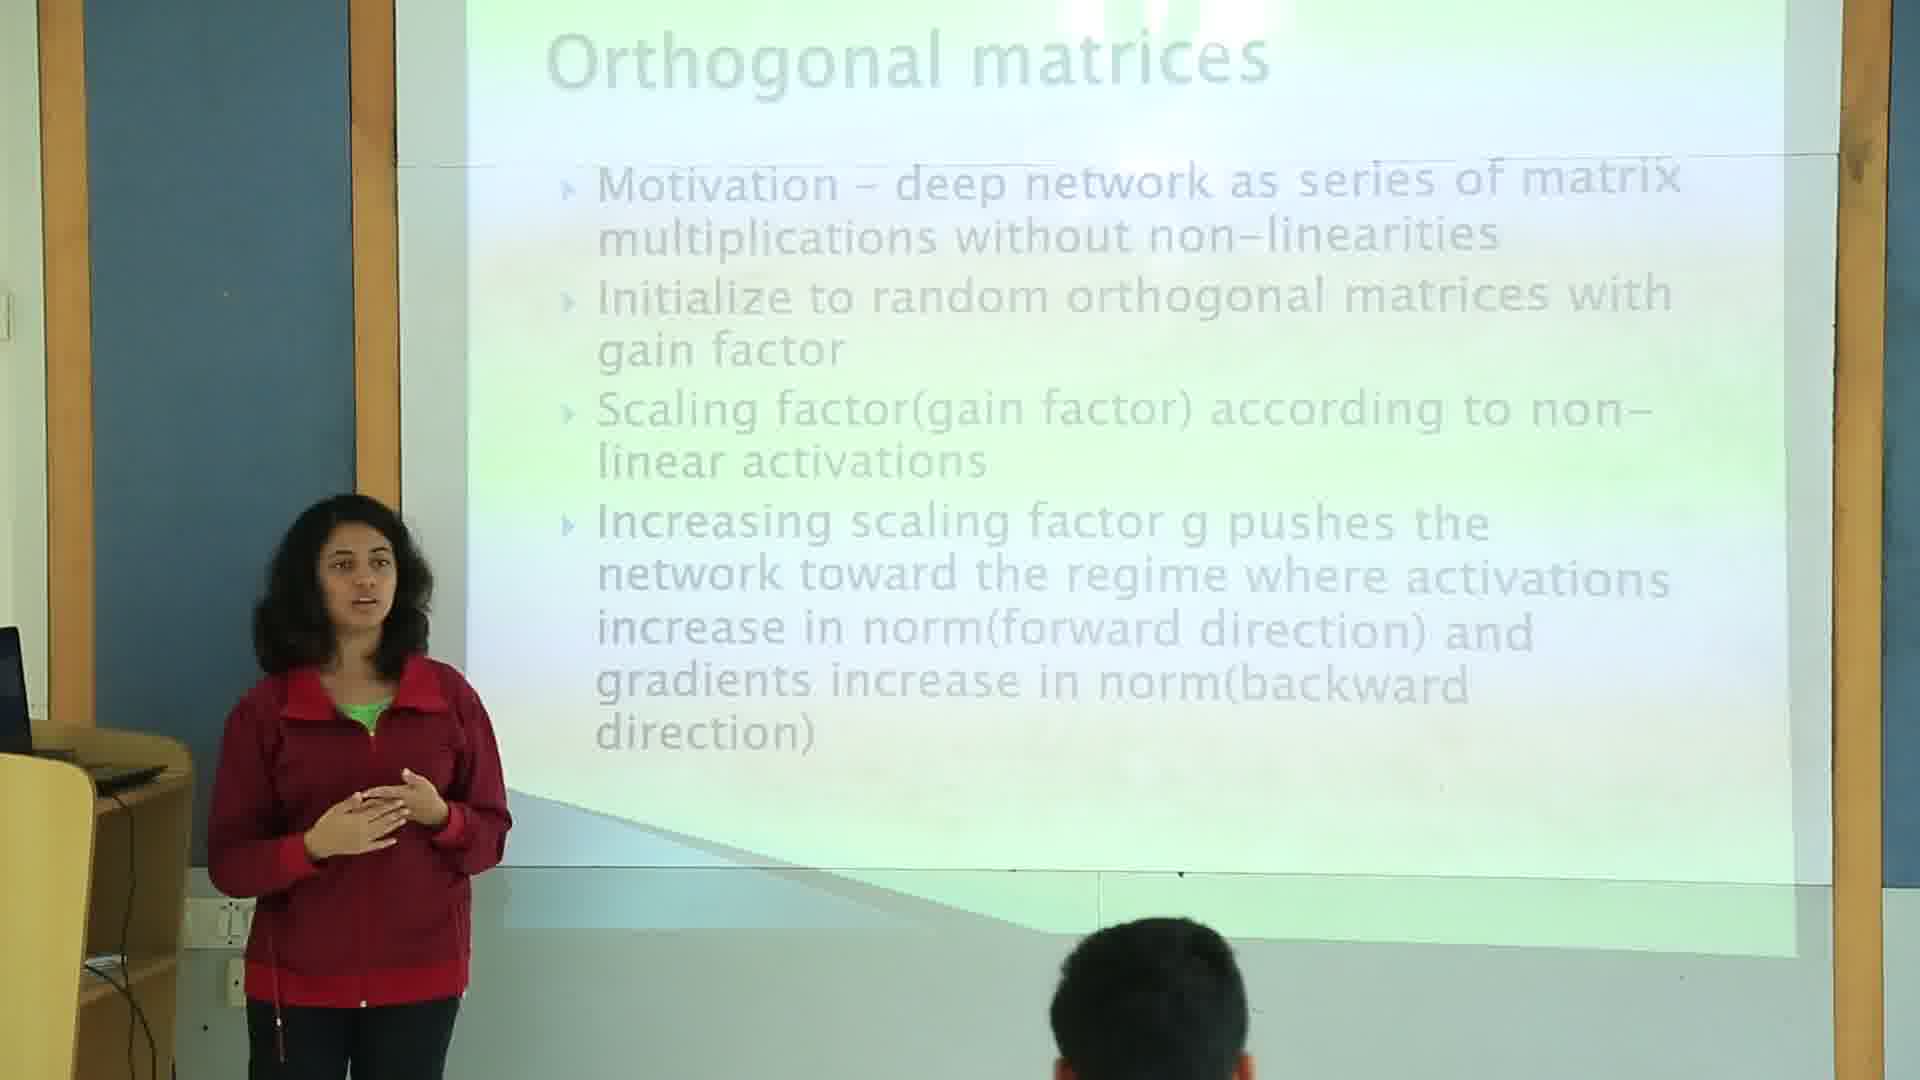 Orthogonal matrices
Motivation – deep network as series of matrix
multiplications without non-linearities
Initialize to random orthogonal matrices with
gain factor
Scaling factor(gain factor) according to non-
linear activations
Increasing scaling factor g pushes the
network toward the regime where activations
increase in norm(forward direction) and
gradients increase in norm(backward
direction)